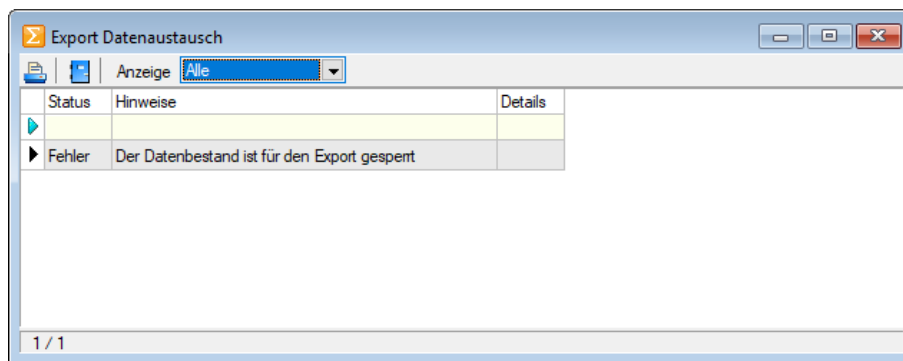 Export Datenaustausch
Anzeige Alle
Status Hinweise Details
Fehler Der Datenbestand ist für den Export gesperrt
1 / 1